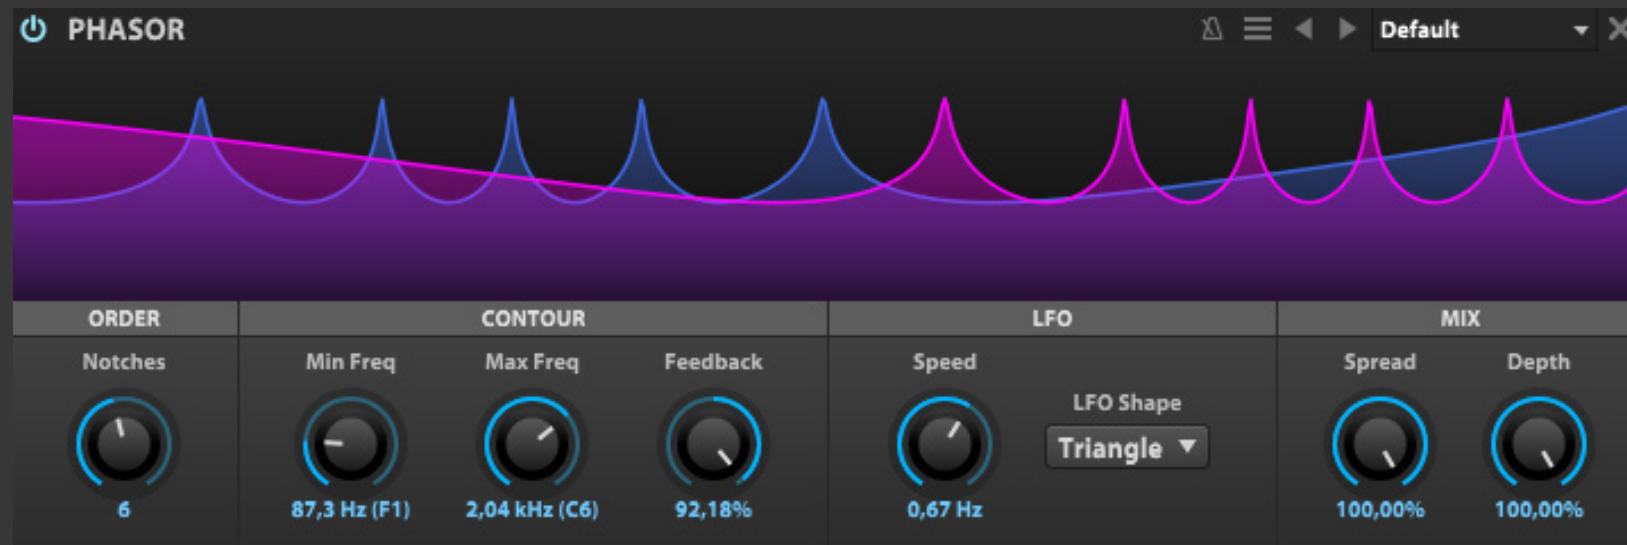 PHASOR Default
ORDER CONTOUR LFO MIX
Notches Min Freq Max Freq Feedback Speed Spread Depth
LFO Shape
Triangle
6 87,3 Hz (F1) 2,04 kHz (C6) 92,18% 0,67 Hz 100,00% 100,00%